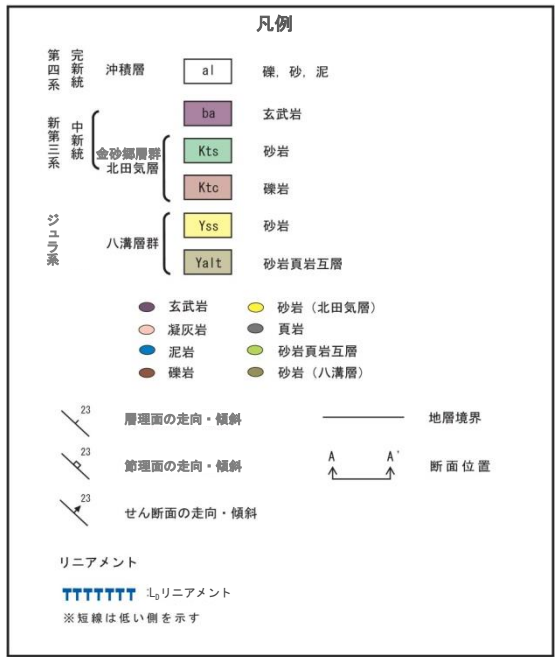 凡例
第四系 完新統 沖積層 al 礫, 砂, 泥
新第三系 中新統 ba 玄武岩
金砂郷層群
北田気層 Kts 砂岩
Ktc 礫岩
ジュラ系 八溝層群 Yss 砂岩
Yalt 砂岩頁岩互層
玄武岩 砂岩（北田気層）
凝灰岩 頁岩
泥岩 砂岩頁岩互層
礫岩 砂岩（八溝層）
23 層理面の走向・傾斜 地層境界
23 節理面の走向・傾斜 A A' 断面位置
23 せん断面の走向・傾斜
リニアメント
:LDリニアメント
※短線は低い側を示す